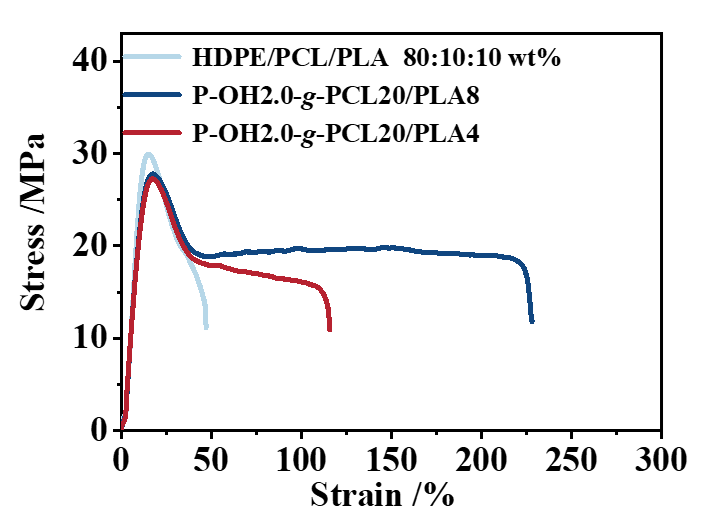 HDPE/PCL/PLA 80:10:10 wt%
P-OH2.0-g-PCL20/PLA8
P-OH2.0-g-PCL20/PLA4
Stress /MPa
40
30
20
10
0
0 50 100 150 200 250 300
Strain /%